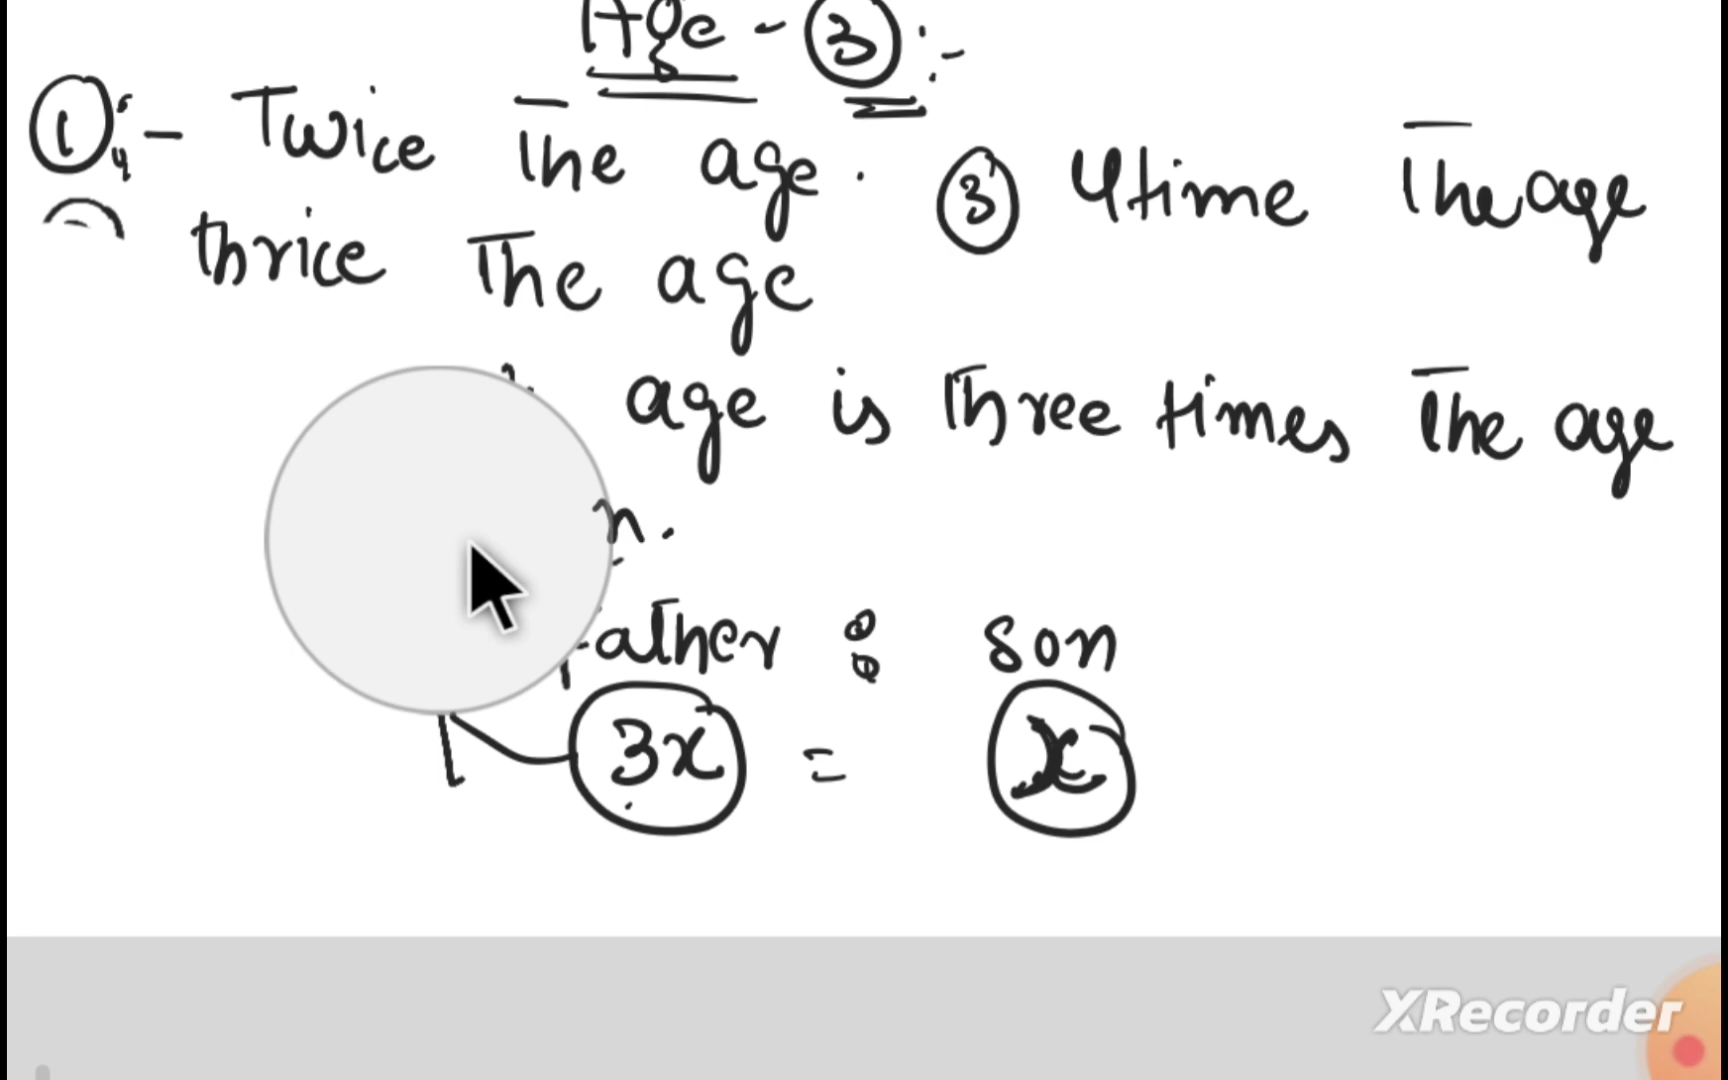 Age - ③ :-
① :- Twice The age . ③ 4time The age
thrice The age
age is Three times The age
n.
ather : son
3x = x
XRecorder